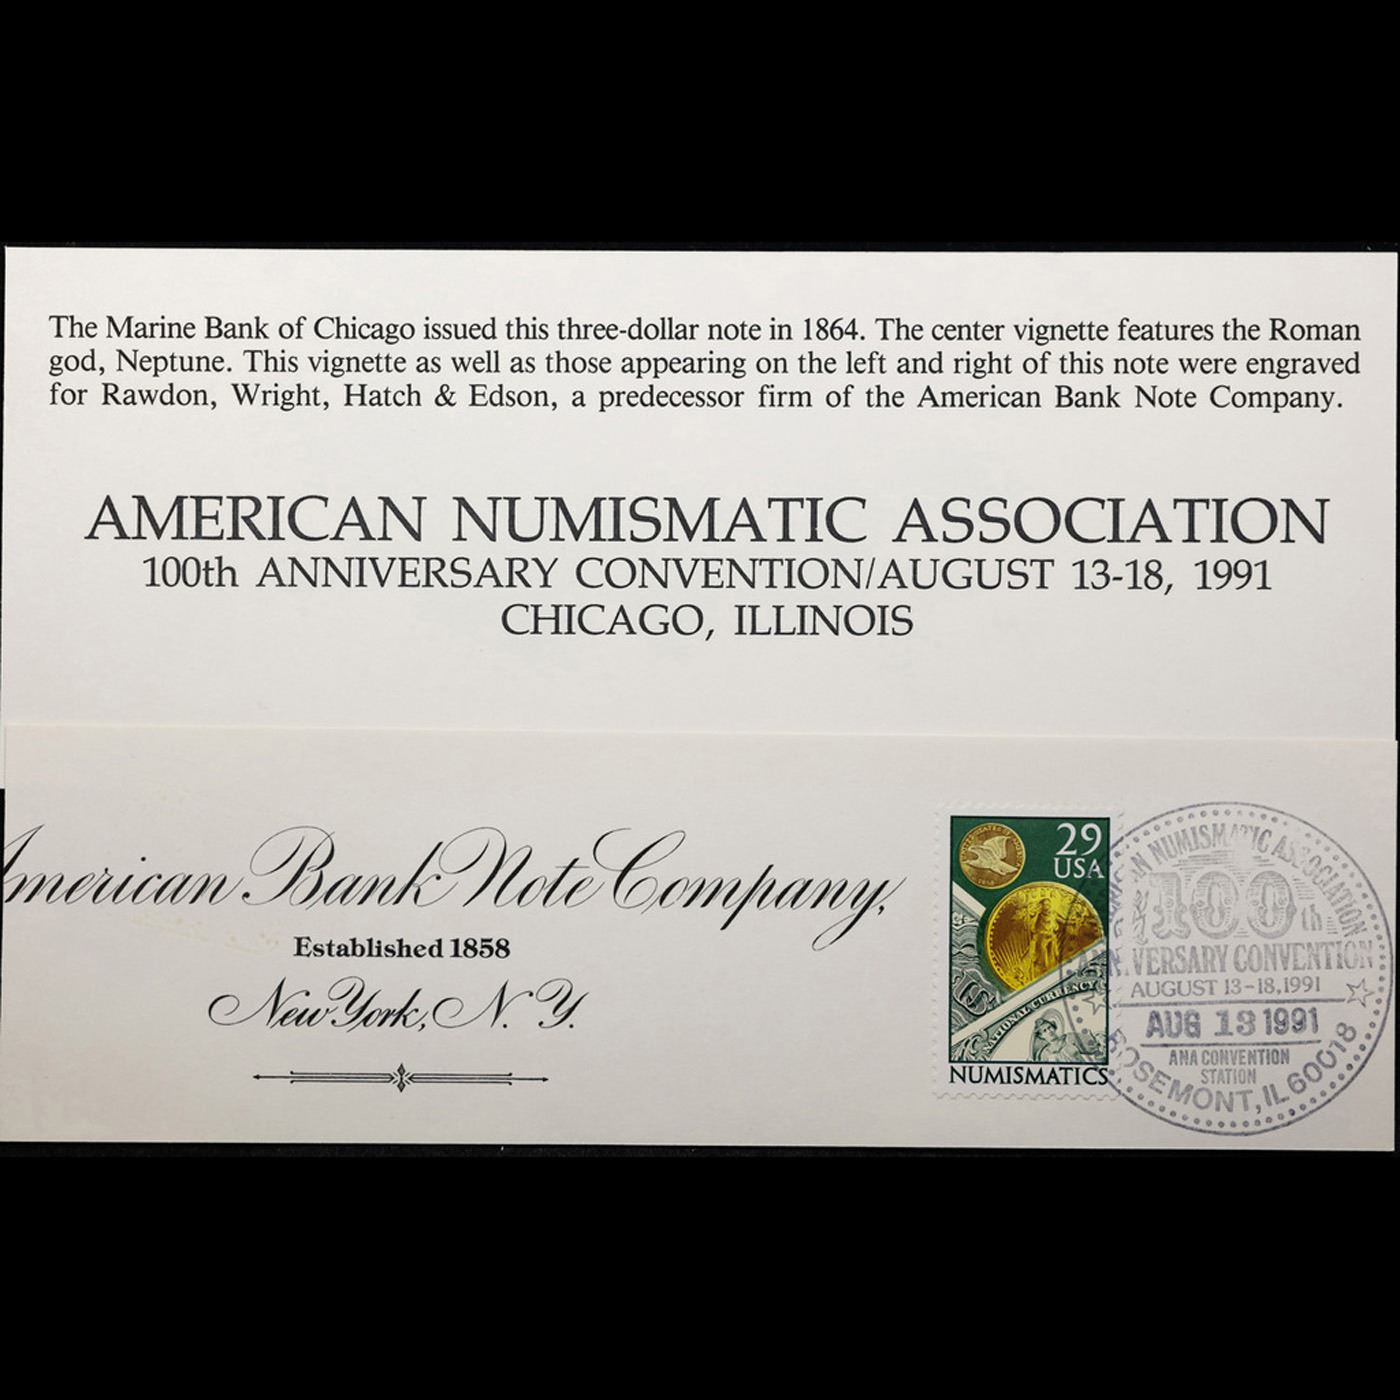 The Marine Bank of Chicago issued this three-dollar note in 1864. The center vignette features the Roman
god, Neptune. This vignette as well as those appearing on the left and right of this note were engraved
for Rawdon, Wright, Hatch & Edson, a predecessor firm of the American Bank Note Company.
AMERICAN NUMISMATIC ASSOCIATION
100th ANNIVERSARY CONVENTION/AUGUST 13-18, 1991
CHICAGO, ILLINOIS
American Bank Note Company,
Established 1858
New York, N. Y.
29
USA
NATIONAL CURRENCY
NUMISMATICS
AMERICAN NUMISMATIC ASSOCIATION
100th
ANNIVERSARY CONVENTION
AUGUST 13-18, 1991
AUG 13 1991
ANA CONVENTION
STATION
ROSEMONT, IL 60018